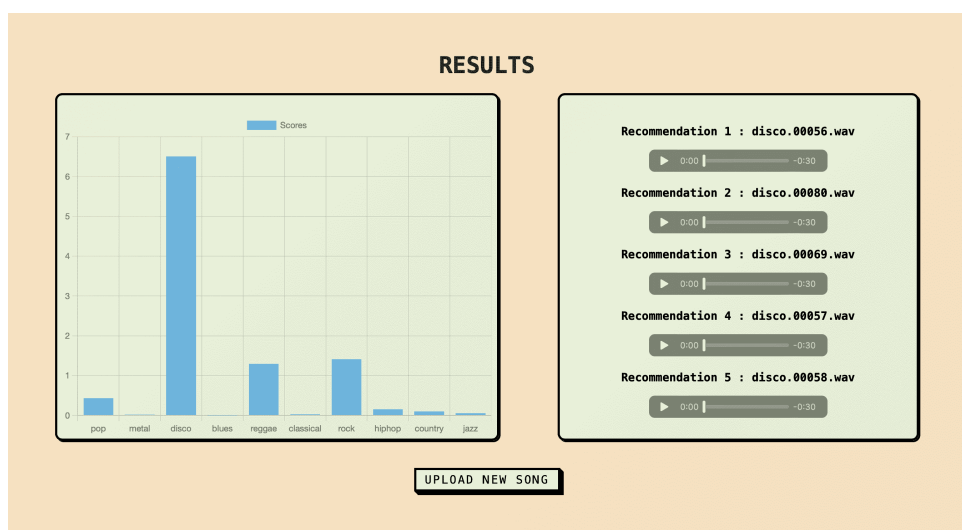 RESULTS
Scores
7
6
5
4
3
2
1
0
pop metal disco blues reggae classical rock hiphop country jazz
Recommendation 1 : disco.00056.wav
0:00 -0:30
Recommendation 2 : disco.00080.wav
0:00 -0:30
Recommendation 3 : disco.00069.wav
0:00 -0:30
Recommendation 4 : disco.00057.wav
0:00 -0:30
Recommendation 5 : disco.00058.wav
0:00 -0:30
UPLOAD NEW SONG